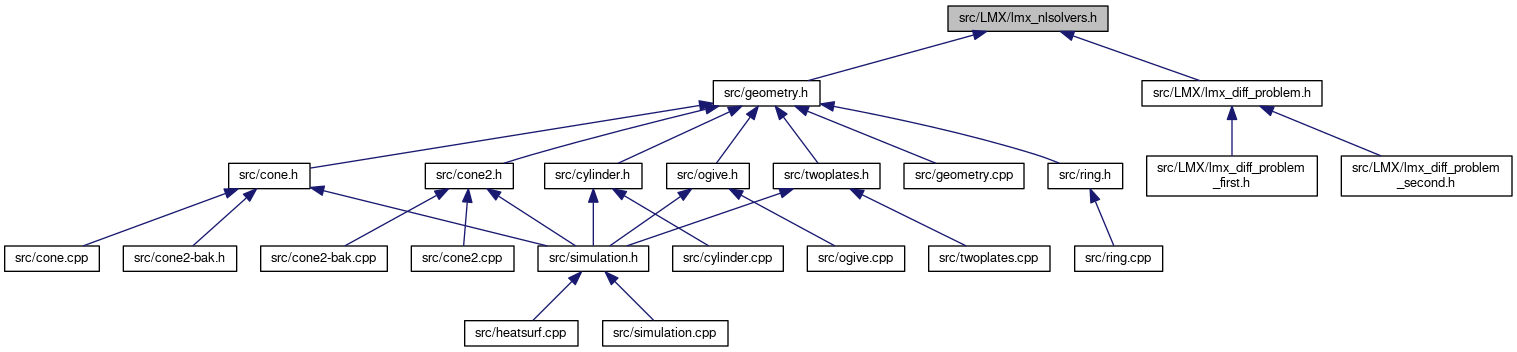 src/LMX/lmx_nlsolvers.h
src/geometry.h
src/LMX/lmx_diff_problem.h
src/cone.h
src/cone2.h
src/cylinder.h
src/ogive.h
src/twoplates.h
src/geometry.cpp
src/ring.h
src/LMX/lmx_diff_problem
_first.h
src/LMX/lmx_diff_problem
_second.h
src/cone.cpp
src/cone2-bak.h
src/cone2-bak.cpp
src/cone2.cpp
src/simulation.h
src/cylinder.cpp
src/ogive.cpp
src/twoplates.cpp
src/ring.cpp
src/heatsurf.cpp
src/simulation.cpp